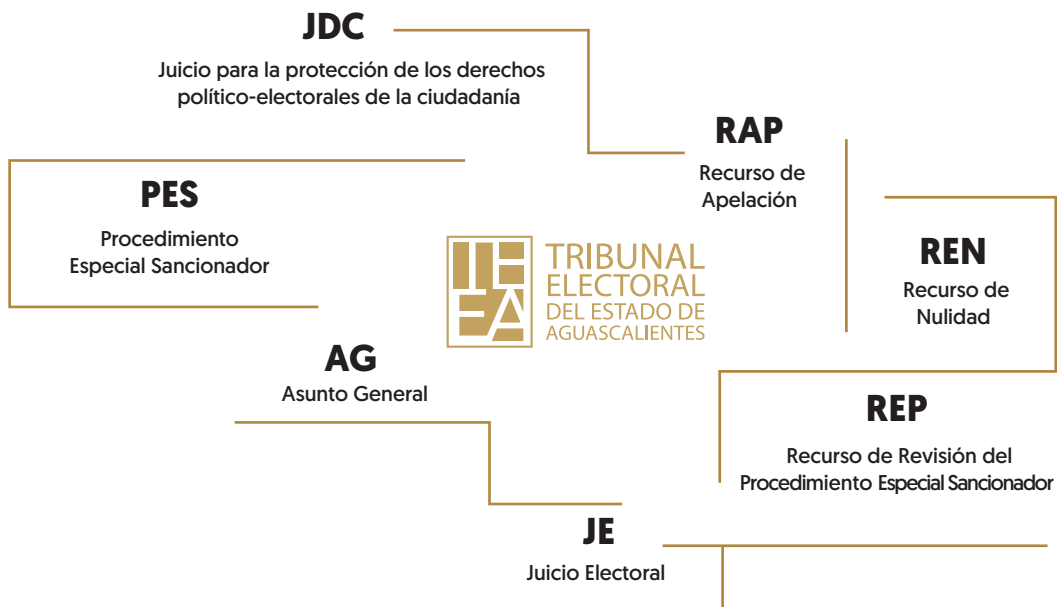 JDC
Juicio para la protección de los derechos
político-electorales de la ciudadanía
RAP
Recurso de
Apelación
PES
Procedimiento
Especial Sancionador
TEEA
TRIBUNAL
ELECTORAL
DEL ESTADO DE
AGUASCALIENTES
REN
Recurso de
Nulidad
AG
Asunto General
REP
Recurso de Revisión del
Procedimiento Especial Sancionador
JE
Juicio Electoral